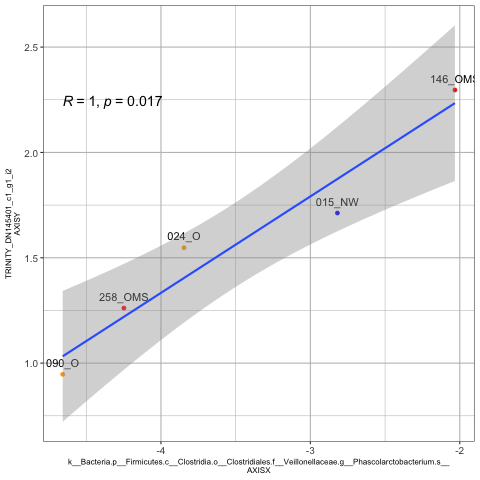 2.5
2.0
1.5
1.0
TRINITY_DN145401_c1_g1_i2
AXISY
R = 1, p = 0.017
146_OMS
015_NW
024_O
258_OMS
090_O
-4
-3
-2
k__Bacteria.p__Firmicutes.c__Clostridia.o__Clostridiales.f__Veillonellaceae.g__Phascolarctobacterium.s__
AXISX